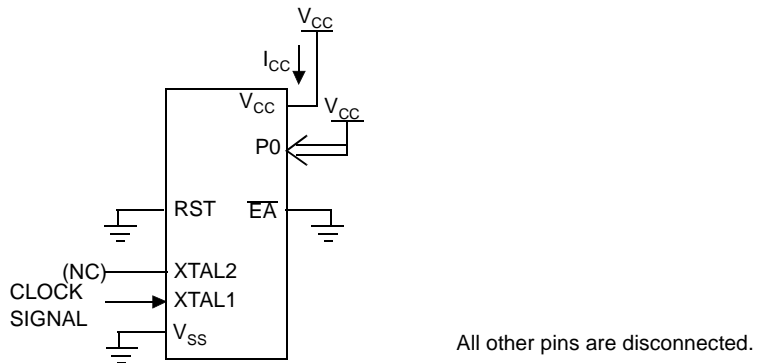 VCC
ICC
VCC
VCC
P0
RST
EA
(NC)
XTAL2
CLOCK
SIGNAL
XTAL1
VSS
All other pins are disconnected.